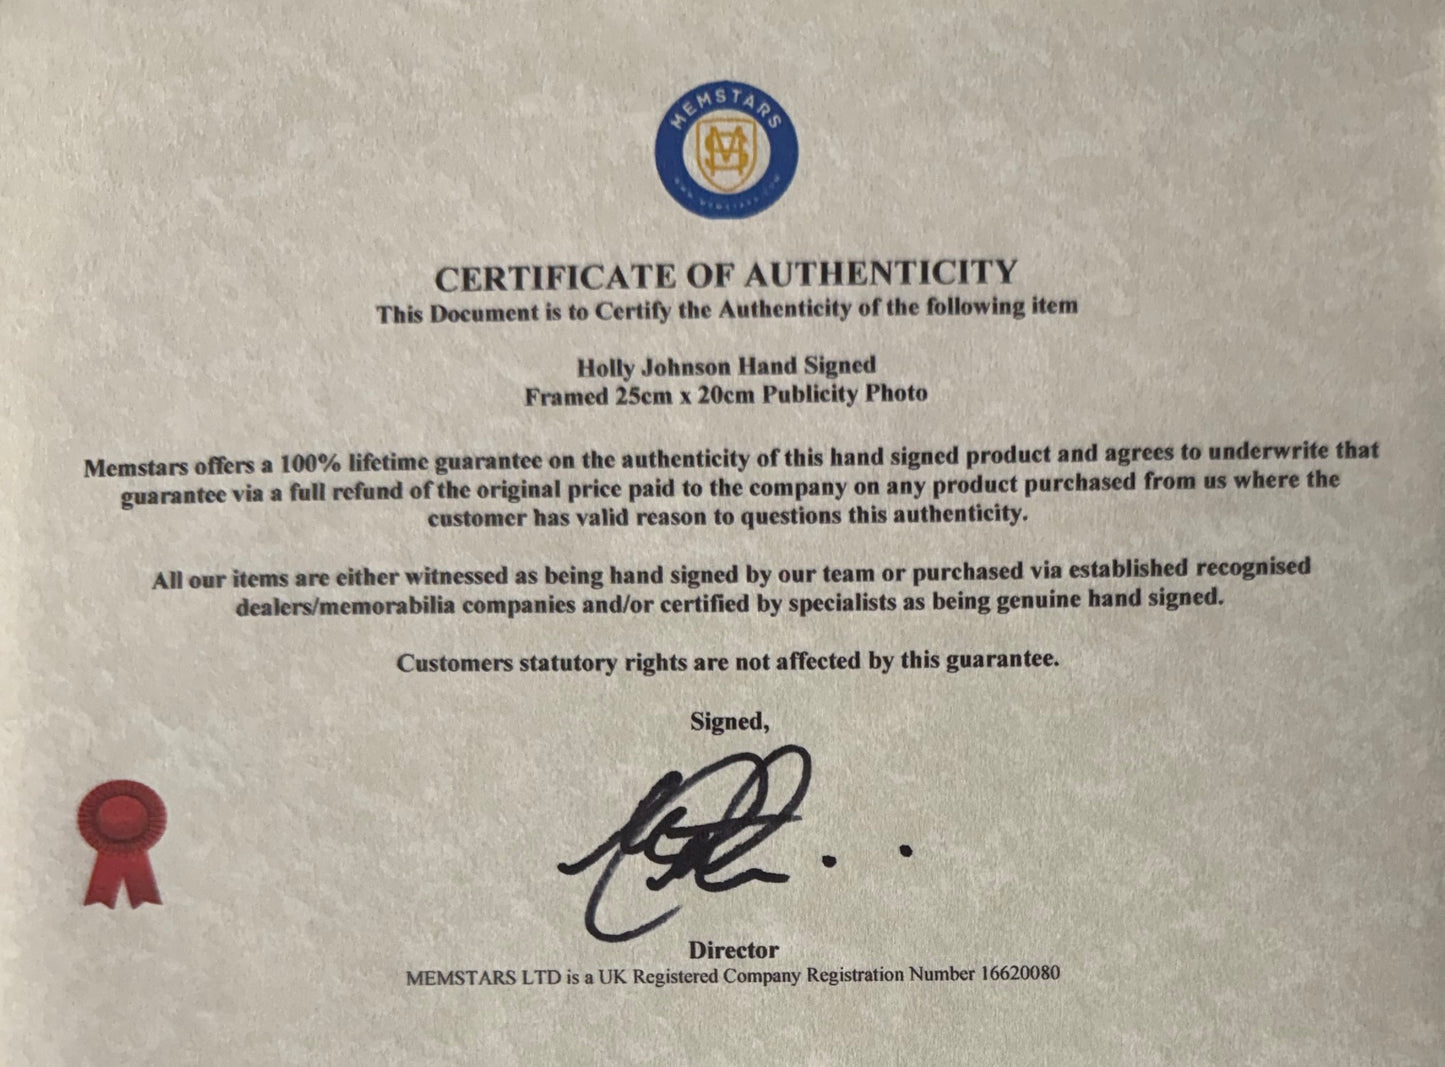 MEMSTARS
MS
WWW.MEMSTARS.COM
CERTIFICATE OF AUTHENTICITY
This Document is to Certify the Authenticity of the following item
Holly Johnson Hand Signed
Framed 25cm x 20cm Publicity Photo
Memstars offers a 100% lifetime guarantee on the authenticity of this hand signed product and agrees to underwrite that
guarantee via a full refund of the original price paid to the company on any product purchased from us where the
customer has valid reason to questions this authenticity.
All our items are either witnessed as being hand signed by our team or purchased via established recognised
dealers/memorabilia companies and/or certified by specialists as being genuine hand signed.
Customers statutory rights are not affected by this guarantee.
Signed,
Director
MEMSTARS LTD is a UK Registered Company Registration Number 16620080